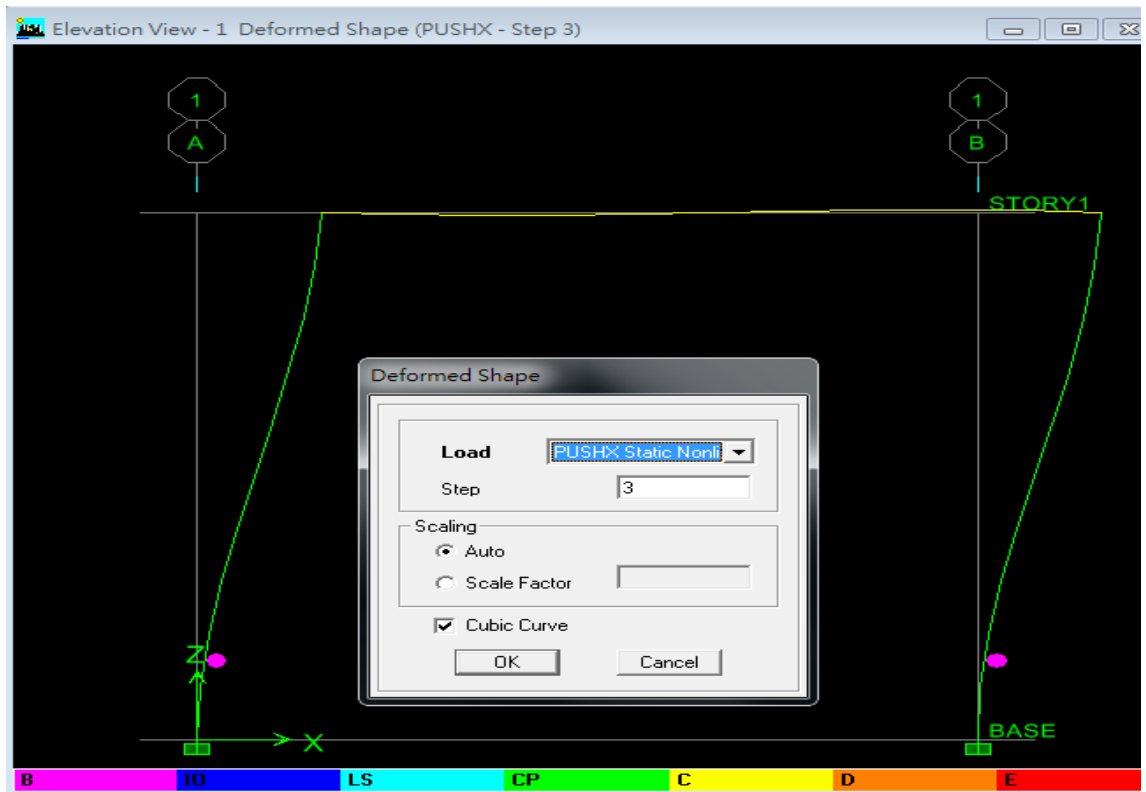 Elevation View - 1 Deformed Shape (PUSHX - Step 3)
1
1
A
B
STORY1
Deformed Shape
Load PUSHX Static Nonli
Step 3
Scaling
Auto
Scale Factor
Cubic Curve
OK Cancel
Z
X
BASE
B IO LS CP C D E